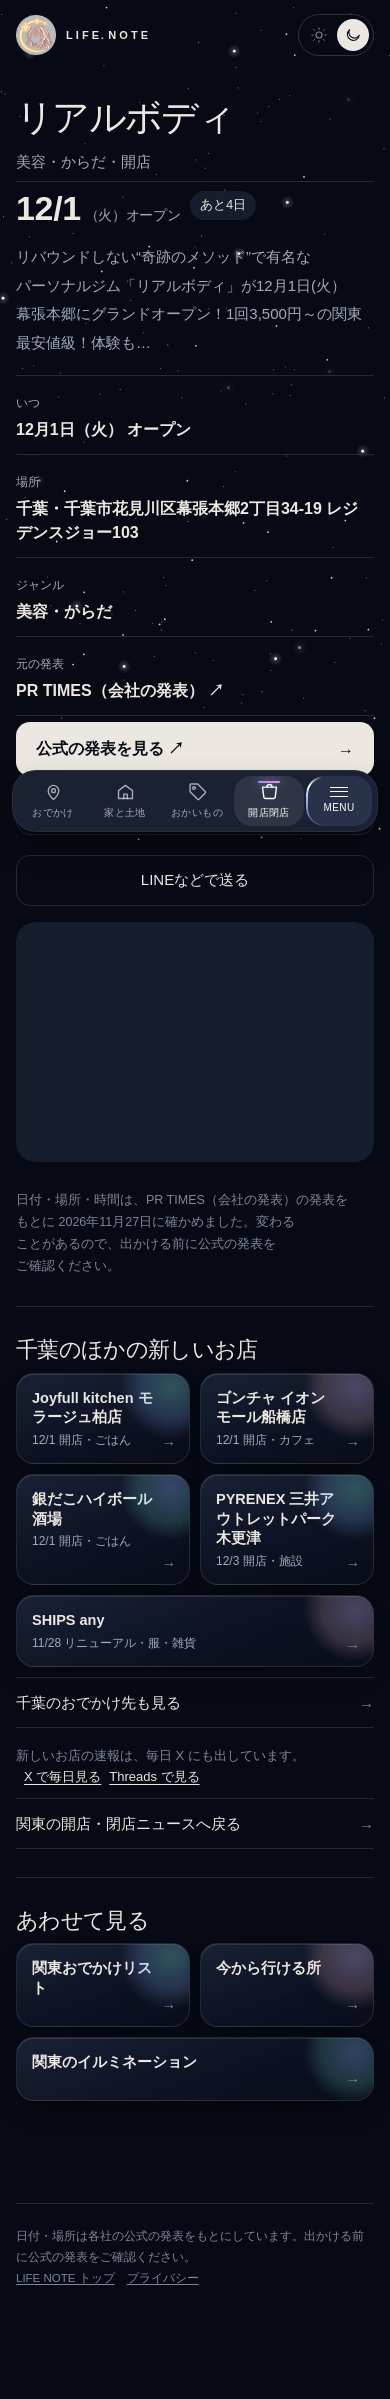 LIFE.NOTE
リアルボディ
美容・からだ・開店
12/1（火）オープン あと4日
リバウンドしない“奇跡のメソッド”で有名な
パーソナルジム「リアルボディ」が12月1日(火）
幕張本郷にグランドオープン！1回3,500円～の関東
最安値級！体験も…
いつ
12月1日（火） オープン
場所
千葉・千葉市花見川区幕張本郷2丁目34-19 レジ
デンスジョー103
ジャンル
美容・からだ
元の発表
PR TIMES（会社の発表） ↗
公式の発表を見る ↗ →
おでかけ 家と土地 おかいもの 開店閉店 MENU
LINEなどで送る
日付・場所・時間は、PR TIMES（会社の発表）の発表を
もとに 2026年11月27日に確かめました。変わる
ことがあるので、出かける前に公式の発表を
ご確認ください。
千葉のほかの新しいお店
Joyfull kitchen モ
ラージュ柏店
12/1 開店・ごはん →
ゴンチャ イオン
モール船橋店
12/1 開店・カフェ →
銀だこハイボール
酒場
12/1 開店・ごはん
→
PYRENEX 三井ア
ウトレットパーク
木更津
12/3 開店・施設 →
SHIPS any
11/28 リニューアル・服・雑貨 →
千葉のおでかけ先も見る →
新しいお店の速報は、毎日 X にも出しています。
X で毎日見る Threads で見る
関東の開店・閉店ニュースへ戻る →
あわせて見る
関東おでかけリス
ト
→
今から行ける所
→
関東のイルミネーション
→
日付・場所は各社の公式の発表をもとにしています。出かける前
に公式の発表をご確認ください。
LIFE NOTE トップ プライバシー